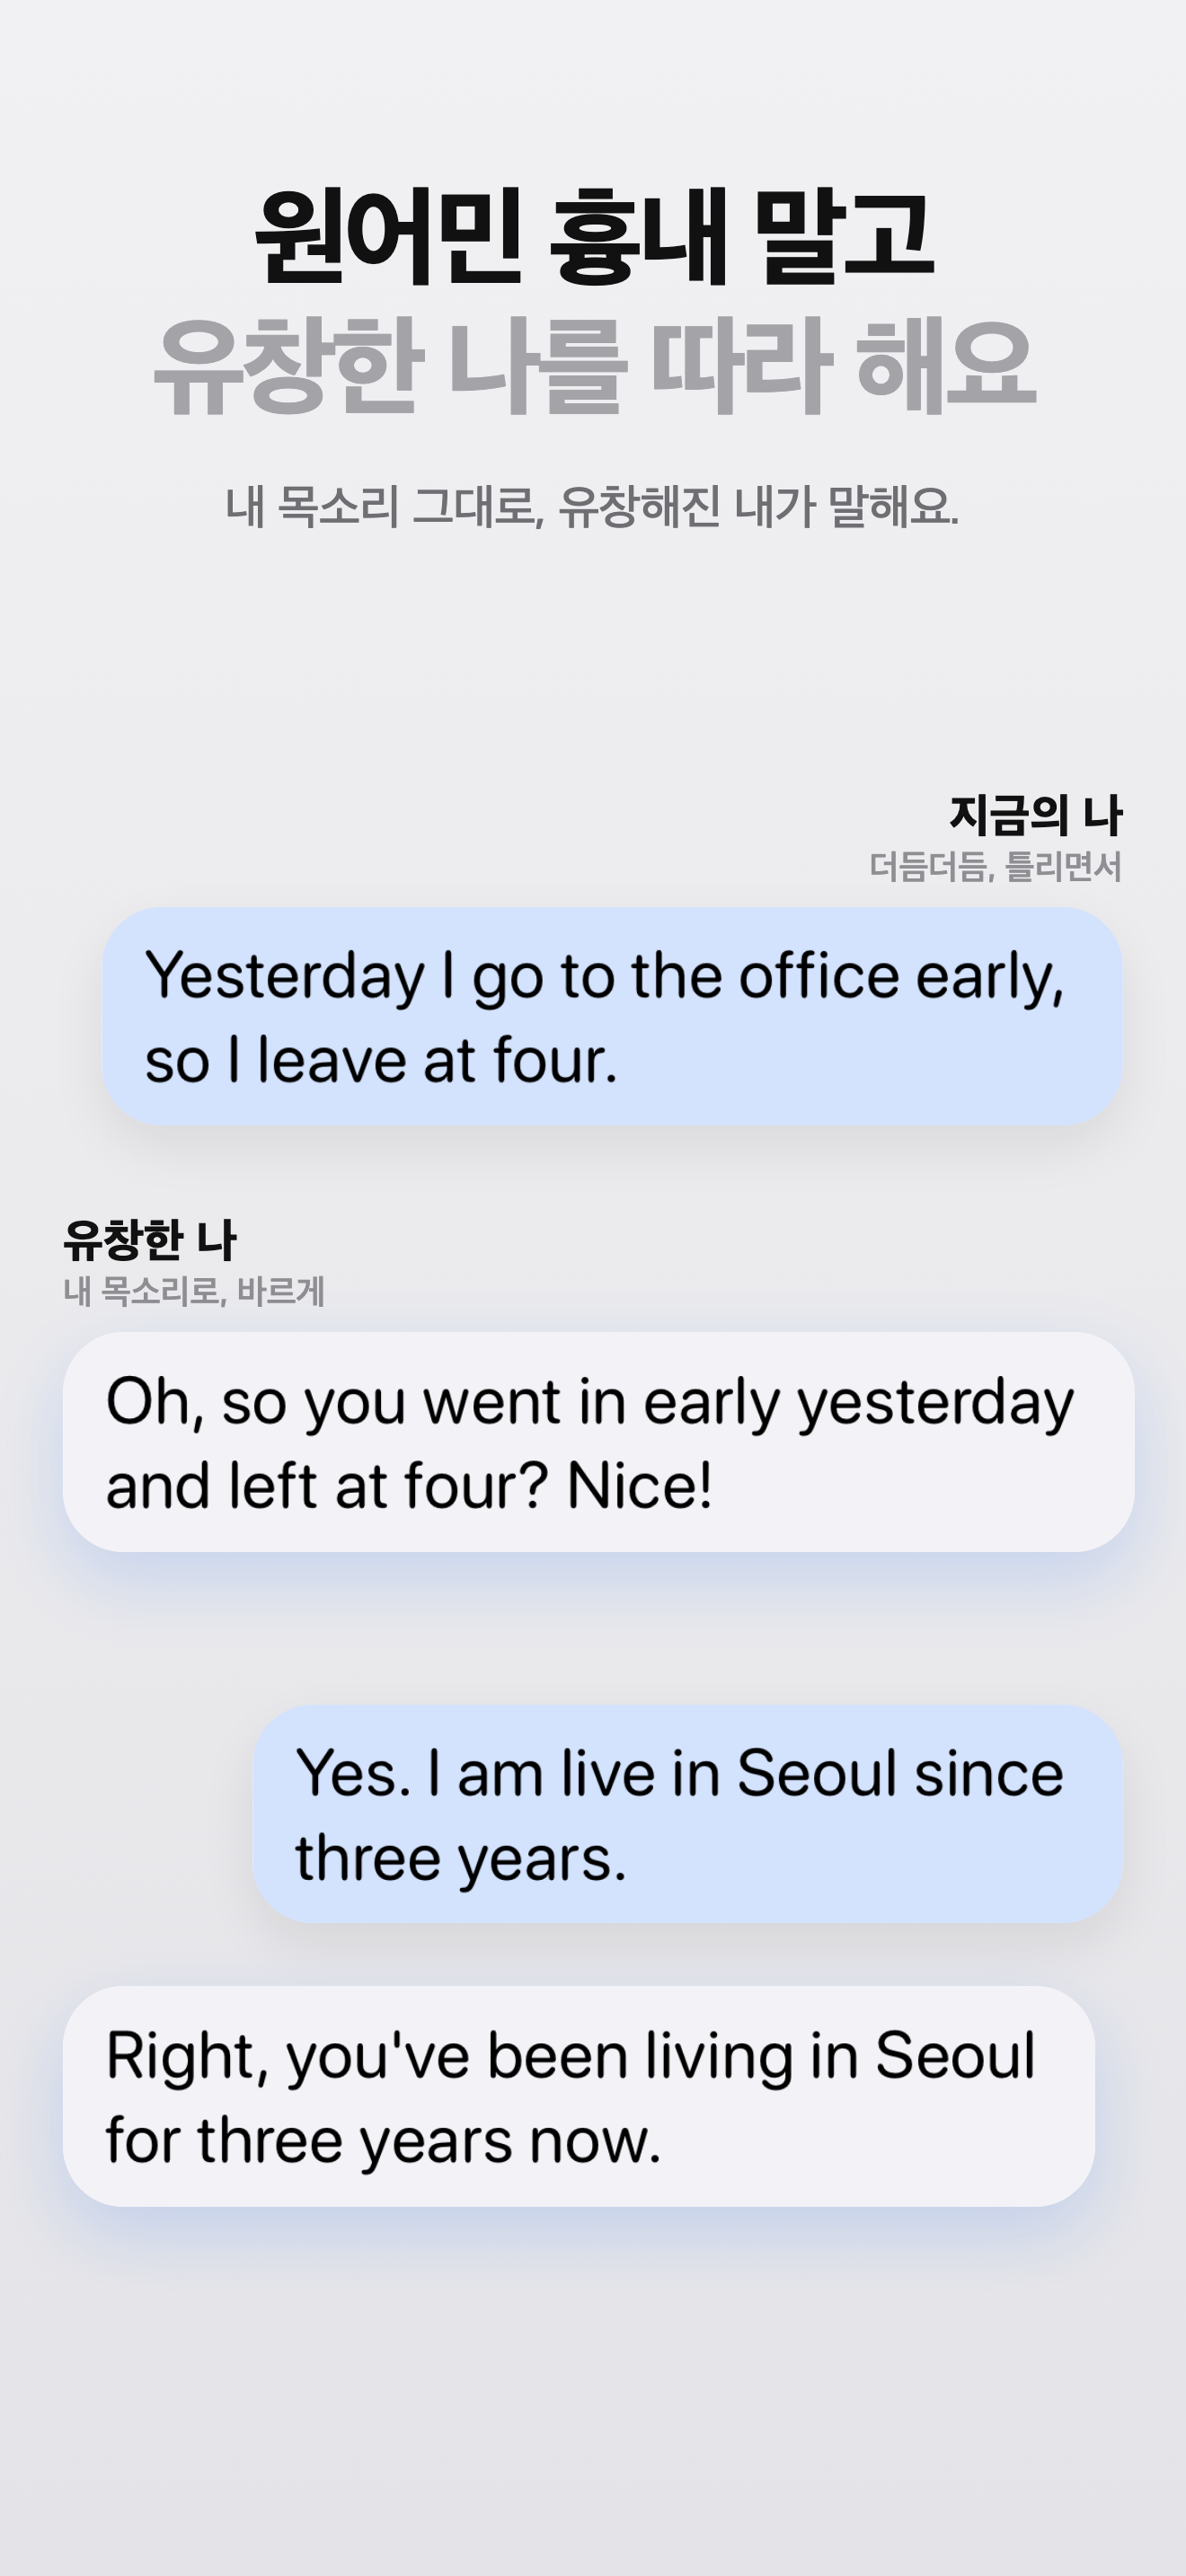 원어민 흉내 말고
유창한 나를 따라 해요
내 목소리 그대로, 유창해진 내가 말해요.
지금의 나
더듬더듬, 틀리면서
Yesterday I go to the office early,
so I leave at four.
유창한 나
내 목소리로, 바르게
Oh, so you went in early yesterday
and left at four? Nice!
Yes. I am live in Seoul since
three years.
Right, you've been living in Seoul
for three years now.